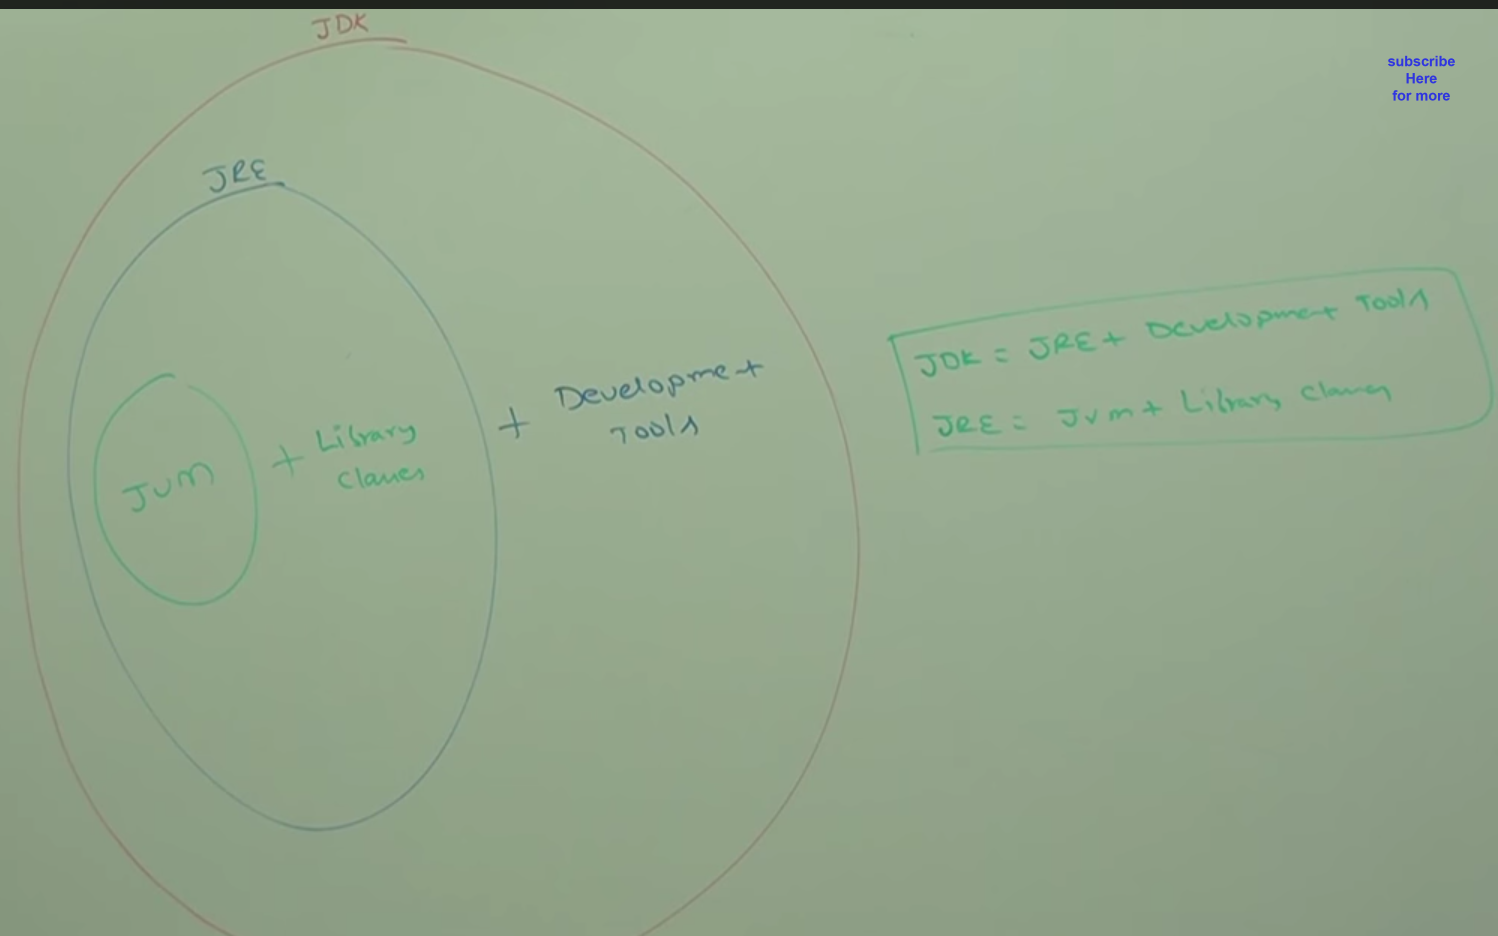 JDK
subscribe
Here
for more
JRE
JDK = JRE + Development Tools
JRE = Jvm + Library Classes
+ Development
Tools
JVM + Library
Classes